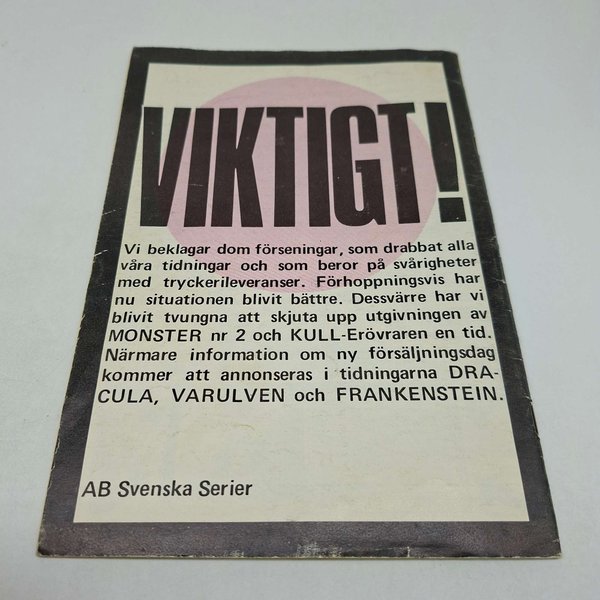 VIKTIGT!
Vi beklagar dom förseningar, som drabbat alla
våra tidningar och som beror på svårigheter
med tryckerileveranser. Förhoppningsvis har
nu situationen blivit bättre. Dessvärre har vi
blivit tvungna att skjuta upp utgivningen av
MONSTER nr 2 och KULL-Erövraren en tid.
Närmare information om ny försäljningsdag
kommer att annonseras i tidningarna DRA-
CULA, VARULVEN och FRANKENSTEIN.
AB Svenska Serier